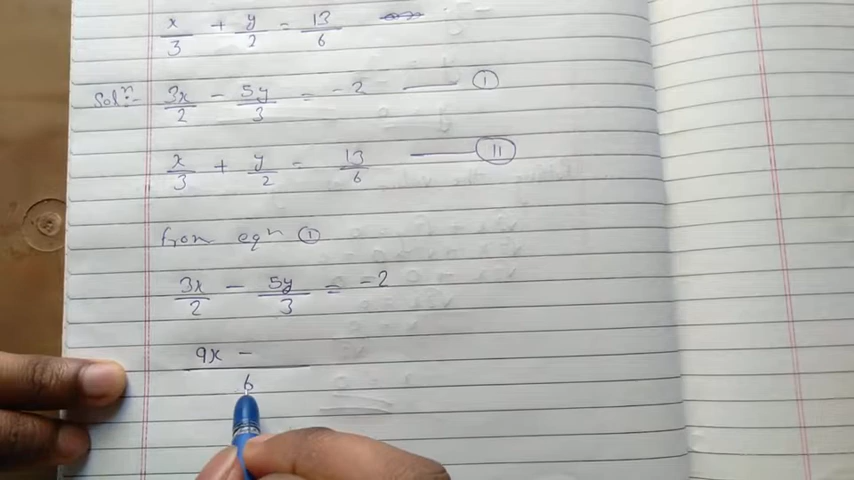 x/3 + y/2 = 13/6
Solⁿ:- 3x/2 - 5y/3 = -2 —— (I)
x/3 + y/2 = 13/6 —— (II)
from eqⁿ (I)
3x/2 - 5y/3 = -2
9x - / 6